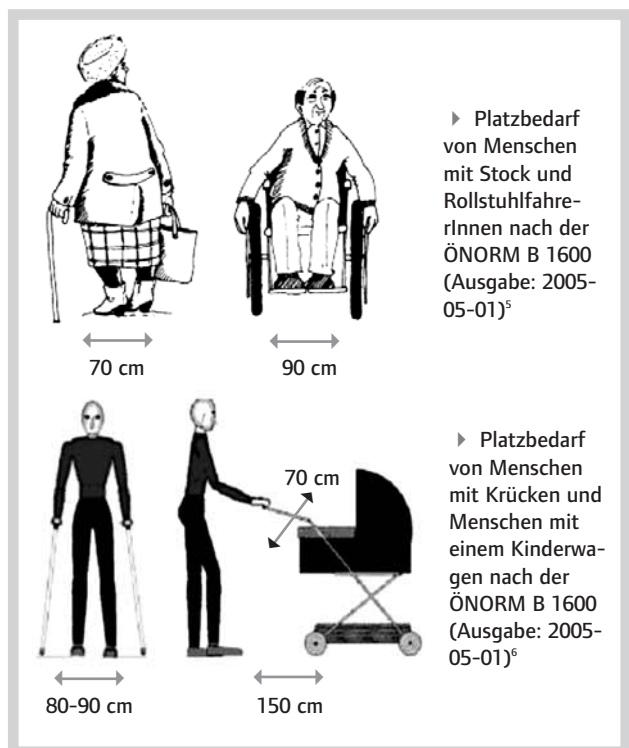 ▶ Platzbedarf
von Menschen
mit Stock und
Rollstuhlfahre-
rInnen nach der
ÖNORM B 1600
(Ausgabe: 2005-
05-01)⁵
70 cm
90 cm
70 cm
▶ Platzbedarf
von Menschen
mit Krücken und
Menschen mit
einem Kinderwa-
gen nach der
ÖNORM B 1600
(Ausgabe: 2005-
05-01)⁶
80-90 cm
150 cm